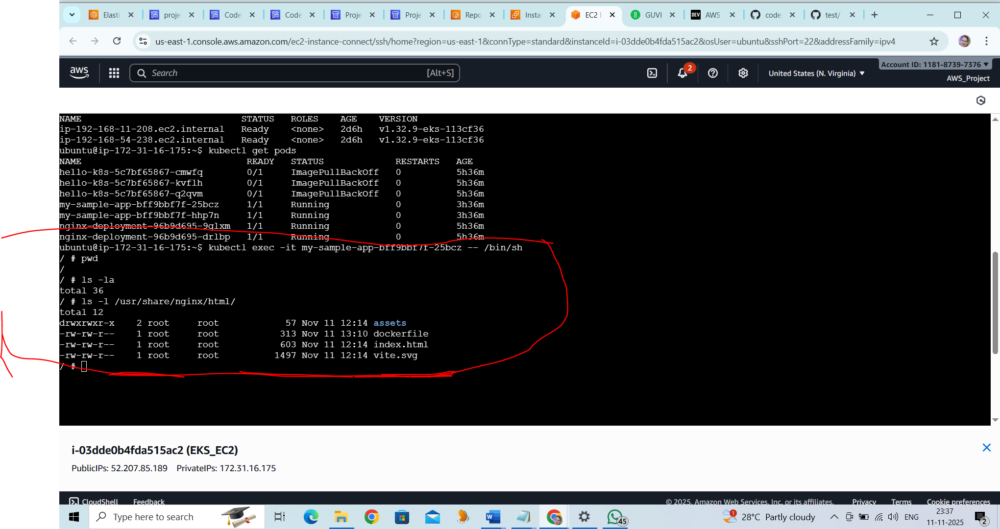 Elasti
proje
Code
Code
Proje
Proje
Repo
Insta
EC2 I
GUVI
DEV AWS
code
test/
us-east-1.console.aws.amazon.com/ec2-instance-connect/ssh/home?region=us-east-1&connType=standard&instanceId=i-03dde0b4fda515ac2&osUser=ubuntu&sshPort=22&addressFamily=ipv4
aws
Search
[Alt+S]
2
United States (N. Virginia)
Account ID: 1181-8739-7376
AWS_Project
NAME STATUS ROLES AGE VERSION
ip-192-168-11-208.ec2.internal Ready <none> 2d6h v1.32.9-eks-113cf36
ip-192-168-54-238.ec2.internal Ready <none> 2d6h v1.32.9-eks-113cf36
ubuntu@ip-172-31-16-175:~$ kubectl get pods
NAME READY STATUS RESTARTS AGE
hello-k8s-5c7bf65867-cmwfq 0/1 ImagePullBackOff 0 5h36m
hello-k8s-5c7bf65867-kvflh 0/1 ImagePullBackOff 0 5h36m
hello-k8s-5c7bf65867-q2qvm 0/1 ImagePullBackOff 0 5h36m
my-sample-app-bff9bbf7f-25bcz 1/1 Running 0 3h36m
my-sample-app-bff9bbf7f-hhp7n 1/1 Running 0 3h36m
nginx-deployment-96b9d695-9qlxm 1/1 Running 0 5h36m
nginx-deployment-96b9d695-drlbp 1/1 Running 0 5h36m
ubuntu@ip-172-31-16-175:~$ kubectl exec -it my-sample-app-bff9bbf7f-25bcz -- /bin/sh
/ # pwd
/
/ # ls -la
total 36
/ # ls -l /usr/share/nginx/html/
total 12
drwxrwxr-x 2 root root 57 Nov 11 12:14 assets
-rw-rw-r-- 1 root root 313 Nov 11 13:10 dockerfile
-rw-rw-r-- 1 root root 603 Nov 11 12:14 index.html
-rw-rw-r-- 1 root root 1497 Nov 11 12:14 vite.svg
/ #
i-03dde0b4fda515ac2 (EKS_EC2)
PublicIPs: 52.207.85.189 PrivateIPs: 172.31.16.175
CloudShell Feedback © 2025, Amazon Web Services, Inc. or its affiliates. Privacy Terms Cookie preferences
Type here to search
W
45
1
28°C Partly cloudy
ENG
23:37
11-11-2025
2